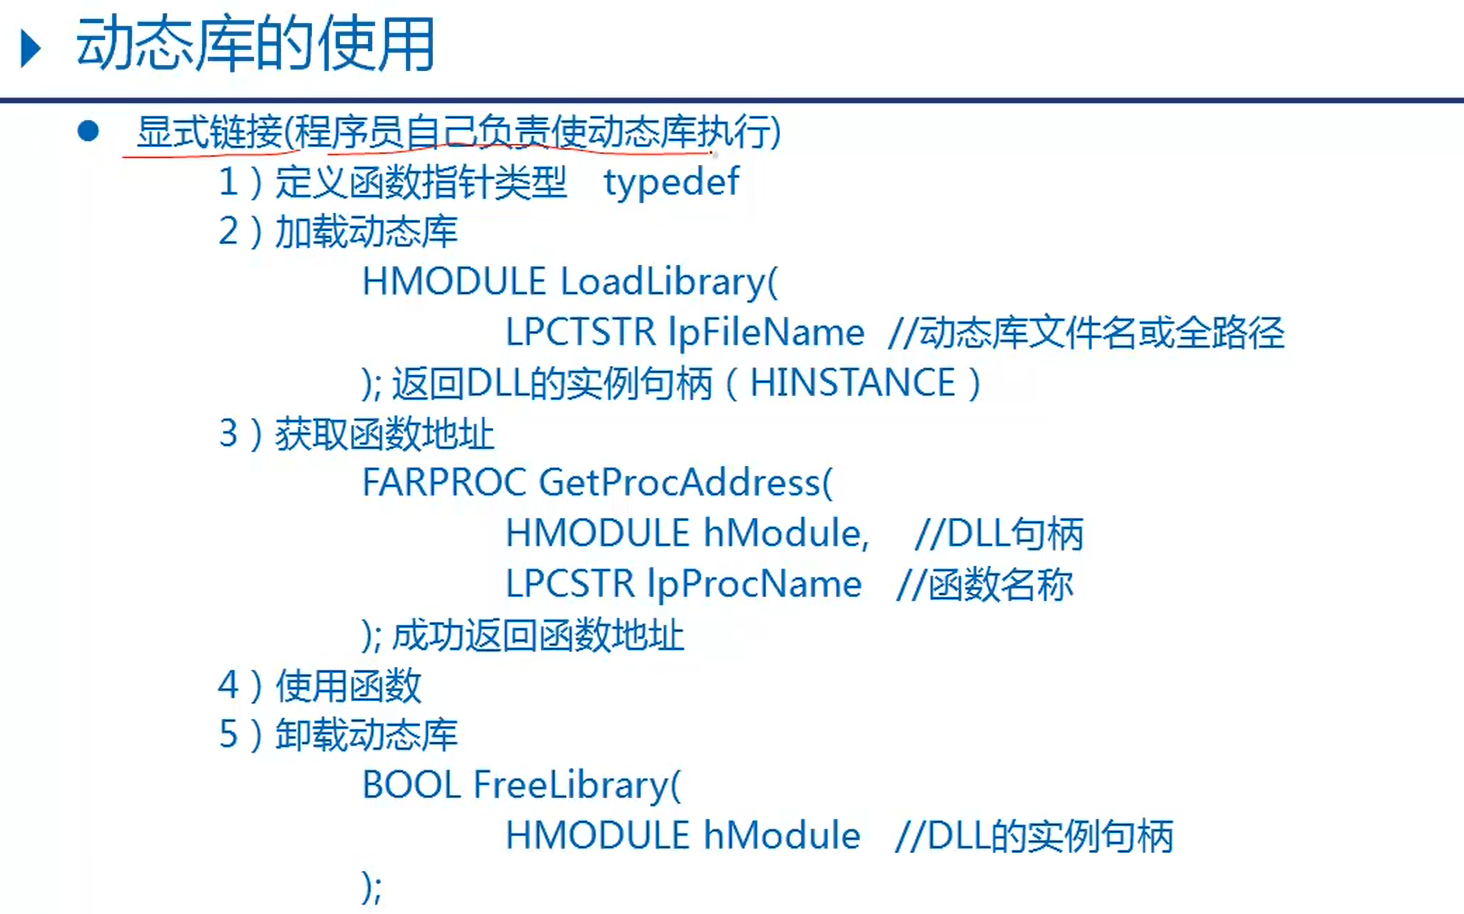 动态库的使用
显式链接(程序员自己负责使动态库执行)
1）定义函数指针类型 typedef
2）加载动态库
HMODULE LoadLibrary(
LPCTSTR lpFileName //动态库文件名或全路径
); 返回DLL的实例句柄（HINSTANCE）
3）获取函数地址
FARPROC GetProcAddress(
HMODULE hModule, //DLL句柄
LPCSTR lpProcName //函数名称
); 成功返回函数地址
4）使用函数
5）卸载动态库
BOOL FreeLibrary(
HMODULE hModule //DLL的实例句柄
);